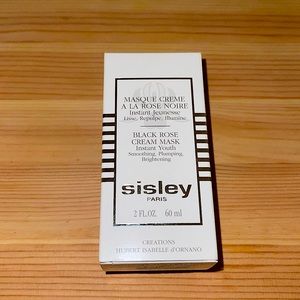 MASQUE CREME
A LA ROSE NOIRE
Instant Jeunesse
Lisse, Repulpe, Illumine
BLACK ROSE
CREAM MASK
Instant Youth
Smoothing, Plumping,
Brightening
sisley
PARIS
2 FL.OZ. 60 ml
CREATIONS
HUBERT ISABELLE d'ORNANO